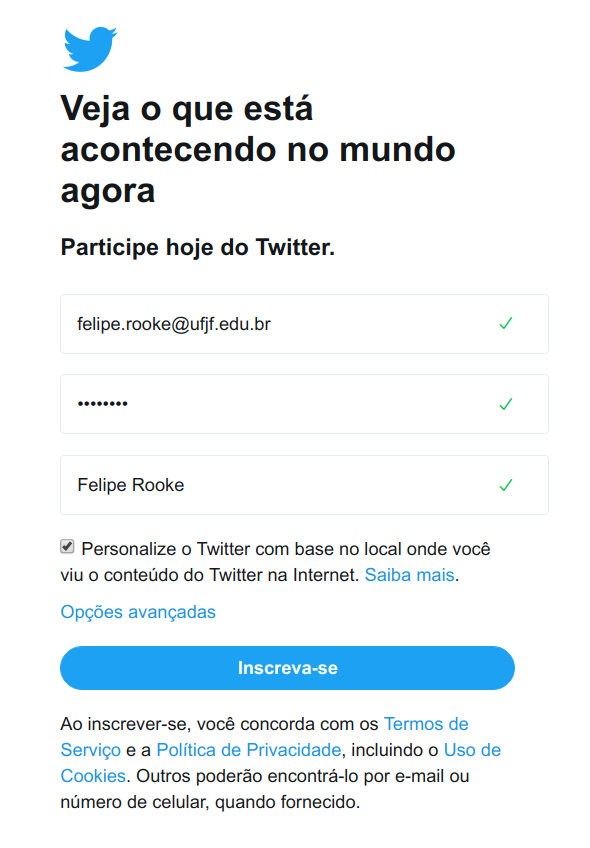 Veja o que está
acontecendo no mundo
agora
Participe hoje do Twitter.
felipe.rooke@ufjf.edu.br
••••••••
Felipe Rooke
Personalize o Twitter com base no local onde você
viu o conteúdo do Twitter na Internet. Saiba mais.
Opções avançadas
Inscreva-se
Ao inscrever-se, você concorda com os Termos de
Serviço e a Política de Privacidade, incluindo o Uso de
Cookies. Outros poderão encontrá-lo por e-mail ou
número de celular, quando fornecido.